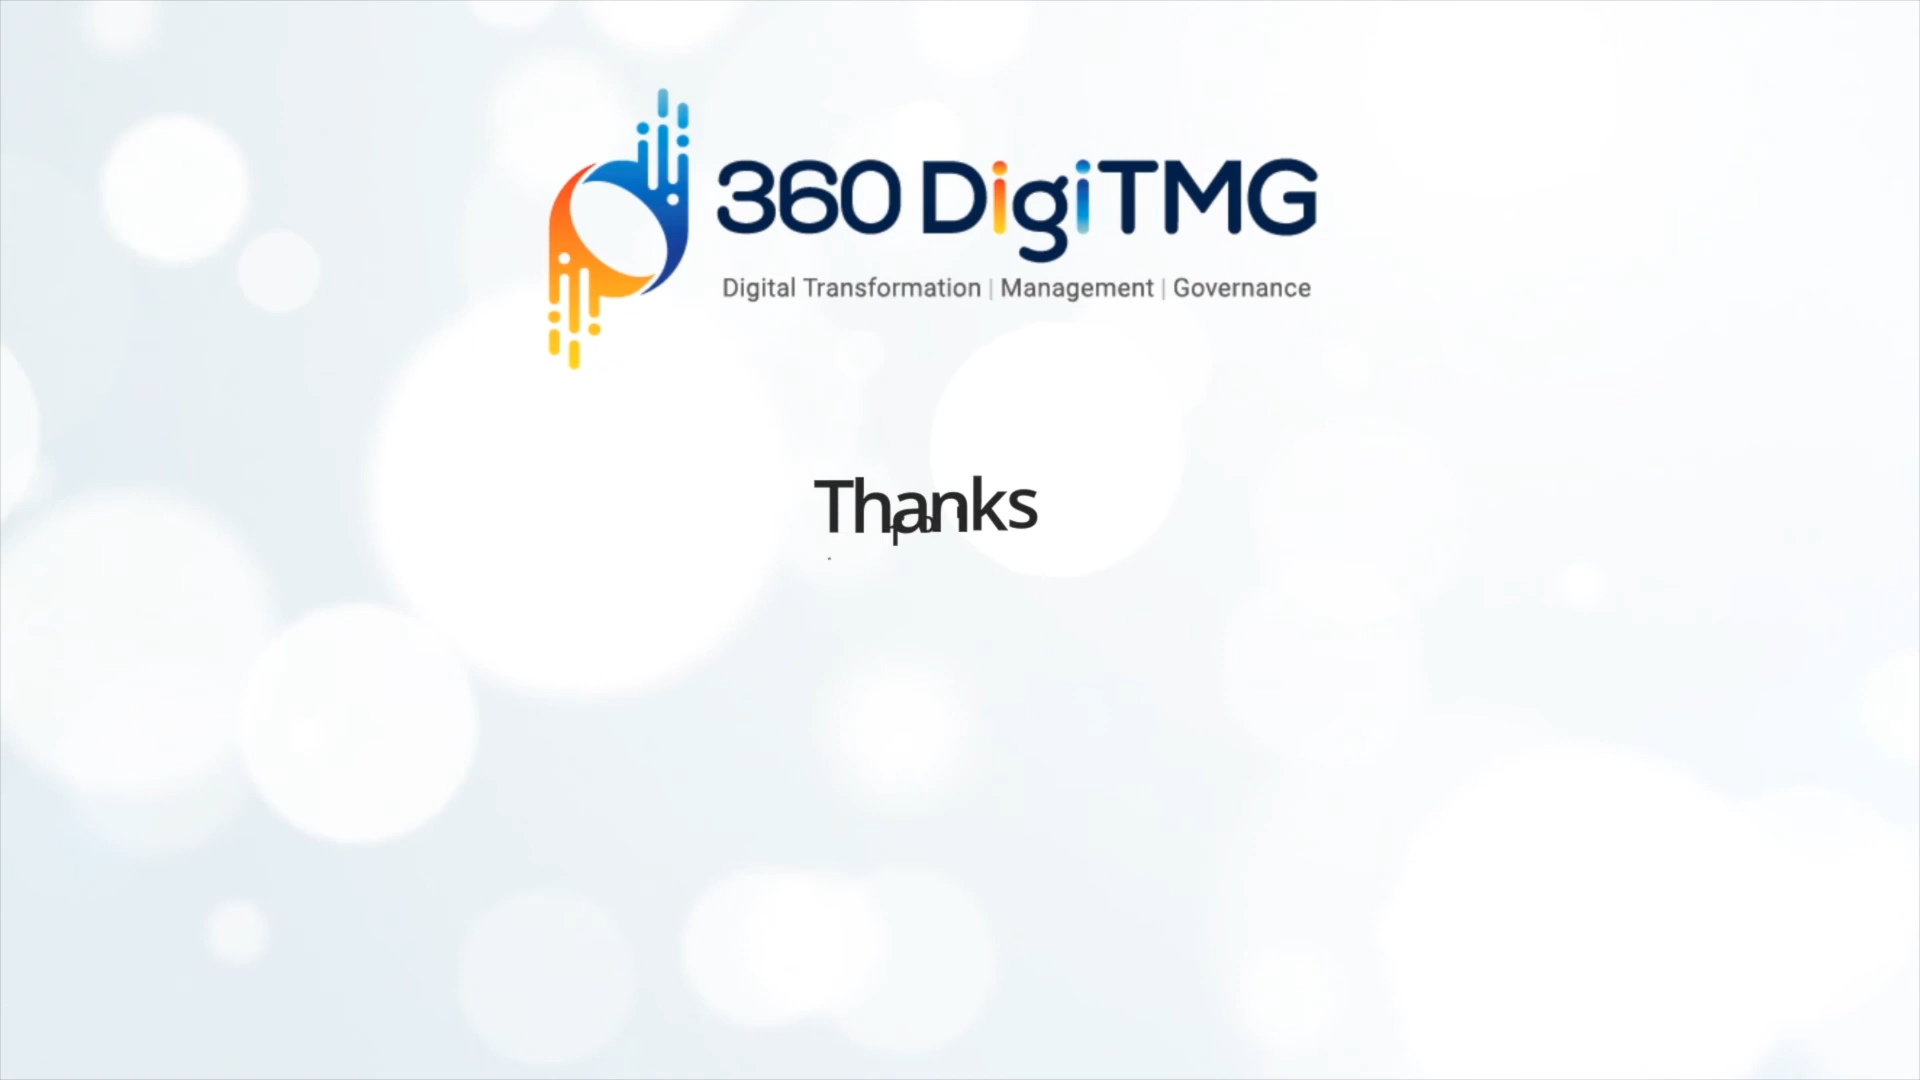 360 DigiTMG
Digital Transformation | Management | Governance
Thanks